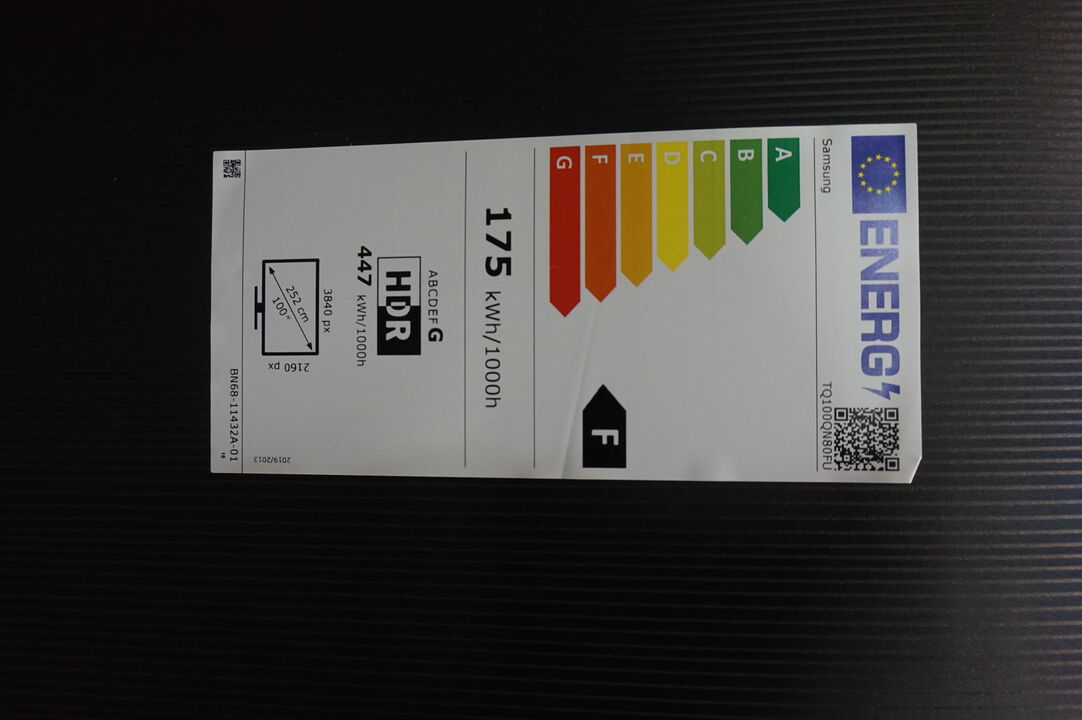 ENERG
Samsung
TQ100QN80FU
A
B
C
D
E
F
G
F
175 kWh/1000h
ABCDEFG
HDR
447 kWh/1000h
3840 px
252 cm
100"
2160 px
2019/2013
BN68-11432A-01